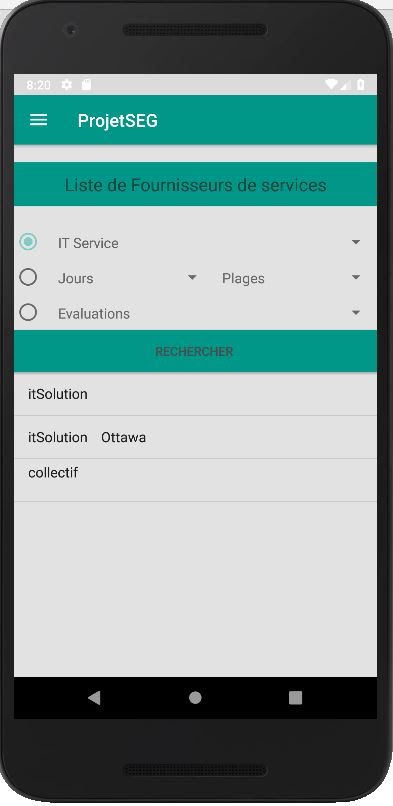 8:20
ProjetSEG
Liste de Fournisseurs de services
IT Service
Jours Plages
Evaluations
RECHERCHER
itSolution
itSolution Ottawa
collectif